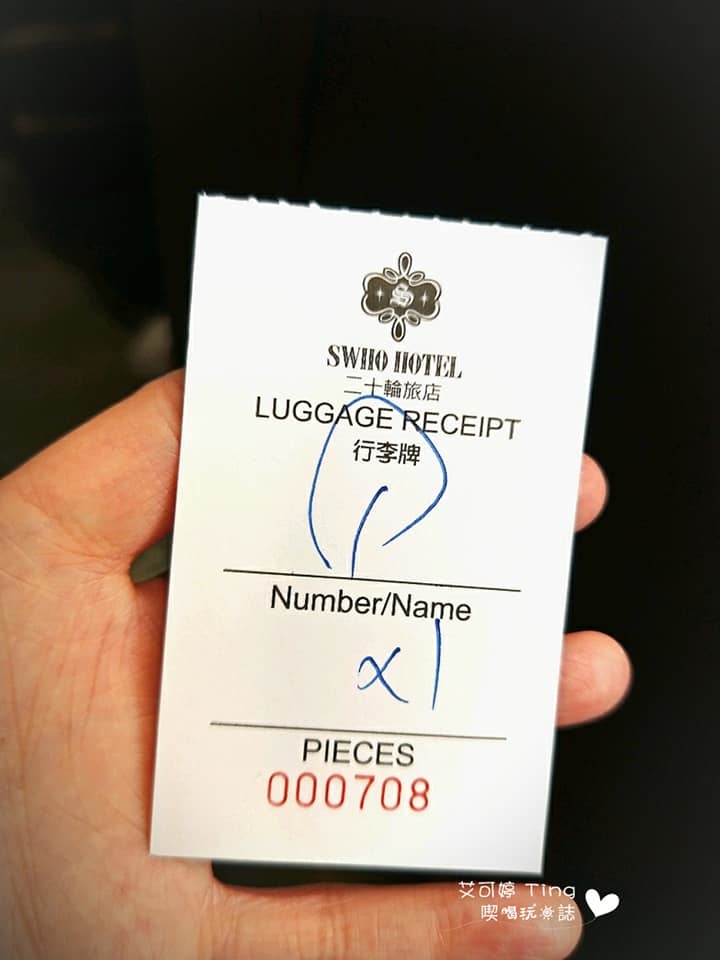 SWHO HOTEL
二十輪旅店
LUGGAGE RECEIPT
行李牌
Number/Name
x1
PIECES
000708
艾可婷 Ting
喫喝玩※誌